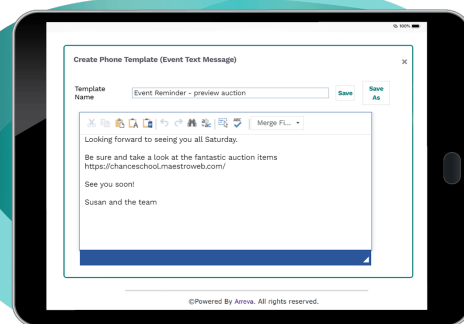 100%
Create Phone Template (Event Text Message)
Template Name
Event Reminder - preview auction
Save
Save As
Merge Fi...
Looking forward to seeing you all Saturday.
Be sure and take a look at the fantastic auction items
https://chanceschool.maestroweb.com/
See you soon!
Susan and the team
©Powered By Arreva. All rights reserved.